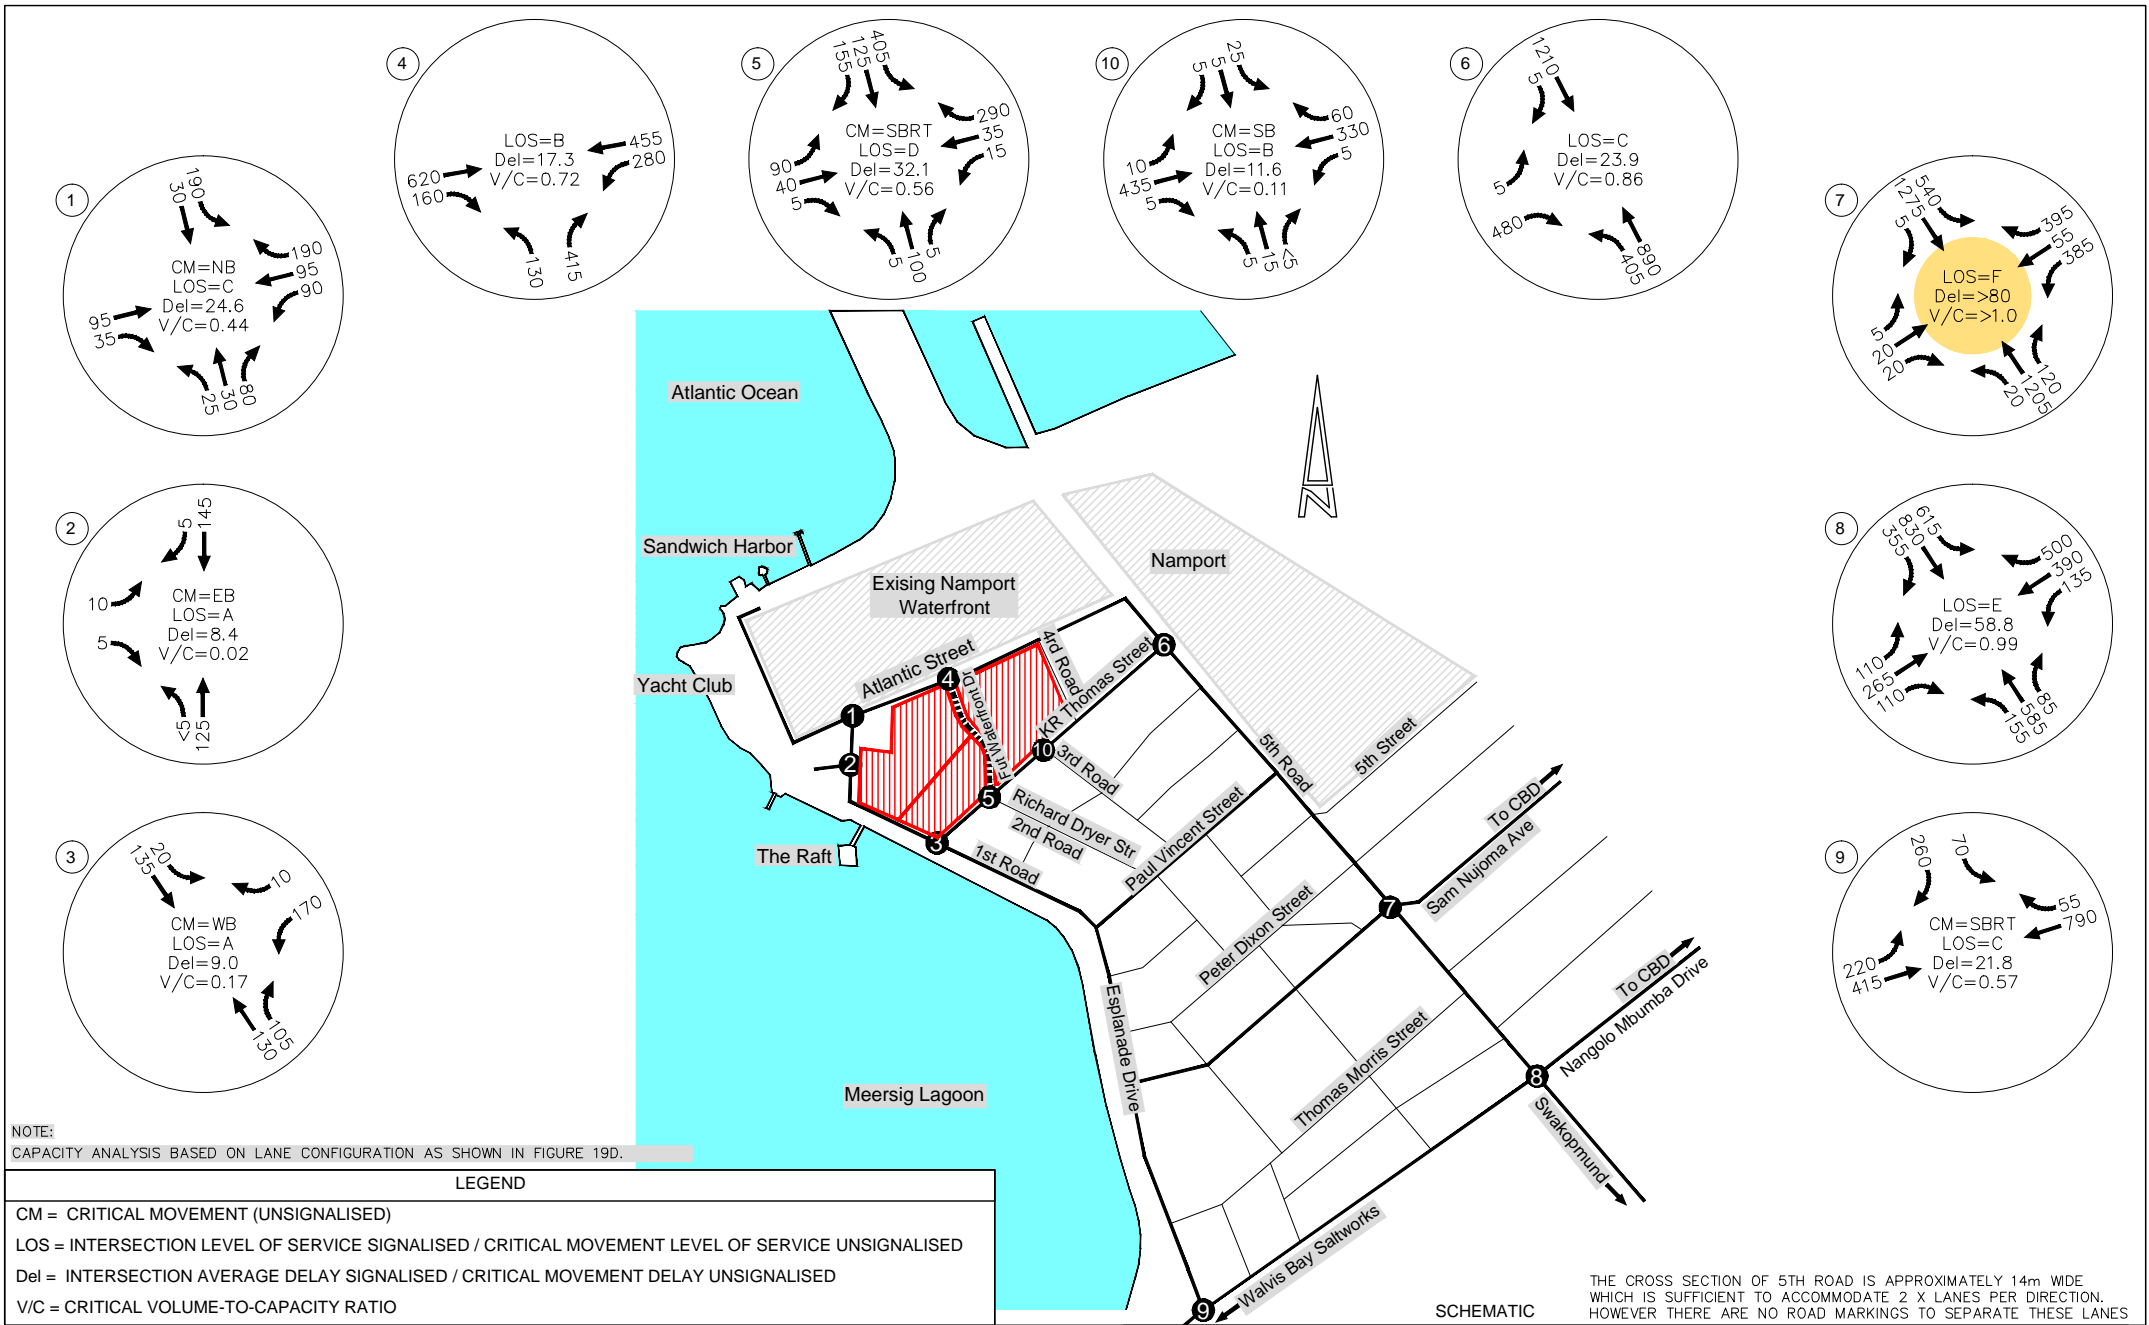 4
LOS=B
Del=17.3
V/C=0.72
620
160
455
280
130
415
5
155
125
405
CM=SBRT
LOS=D
Del=32.1
V/C=0.56
290
35
15
90
40
5
5
100
5
10
5
5
25
CM=SB
LOS=B
Del=11.6
V/C=0.11
60
330
5
10
435
5
5
15
<5
6
1210
5
LOS=C
Del=23.9
V/C=0.86
5
480
405
890
1
190
30
190
95
90
CM=NB
LOS=C
Del=24.6
V/C=0.44
95
35
25
30
80
7
540
1275
5
395
55
385
LOS=F
Del=>80
V/C=>1.0
5
20
20
20
1205
120
2
5
145
CM=EB
LOS=A
Del=8.4
V/C=0.02
10
5
<5
125
8
615
830
355
500
390
135
LOS=E
Del=58.8
V/C=0.99
110
265
110
155
585
85
3
20
135
10
170
CM=WB
LOS=A
Del=9.0
V/C=0.17
105
130
9
260
70
55
790
CM=SBRT
LOS=C
Del=21.8
V/C=0.57
220
415
Atlantic Ocean
N
Sandwich Harbor
Exising Namport
Waterfront
Namport
Yacht Club
Atlantic Street
4rd Road
KR Thomas Street
Fut Waterfront Dr
1
2
3
4
5
6
7
8
9
10
3rd Road
5th Road
5th Street
Richard Dryer Str
2nd Road
1st Road
The Raft
Paul Vincent Street
To CBD
Sam Nujoma Ave
Peter Dixon Street
Esplanade Drive
To CBD
Nangolo Mbumba Drive
Thomas Morris Street
Swakopmund
Meersig Lagoon
Walvis Bay Saltworks
NOTE:
CAPACITY ANALYSIS BASED ON LANE CONFIGURATION AS SHOWN IN FIGURE 19D.
LEGEND
CM = CRITICAL MOVEMENT (UNSIGNALISED)
LOS = INTERSECTION LEVEL OF SERVICE SIGNALISED / CRITICAL MOVEMENT LEVEL OF SERVICE UNSIGNALISED
Del = INTERSECTION AVERAGE DELAY SIGNALISED / CRITICAL MOVEMENT DELAY UNSIGNALISED
V/C = CRITICAL VOLUME-TO-CAPACITY RATIO
SCHEMATIC
THE CROSS SECTION OF 5TH ROAD IS APPROXIMATELY 14m WIDE
WHICH IS SUFFICIENT TO ACCOMMODATE 2 X LANES PER DIRECTION.
HOWEVER THERE ARE NO ROAD MARKINGS TO SEPARATE THESE LANES